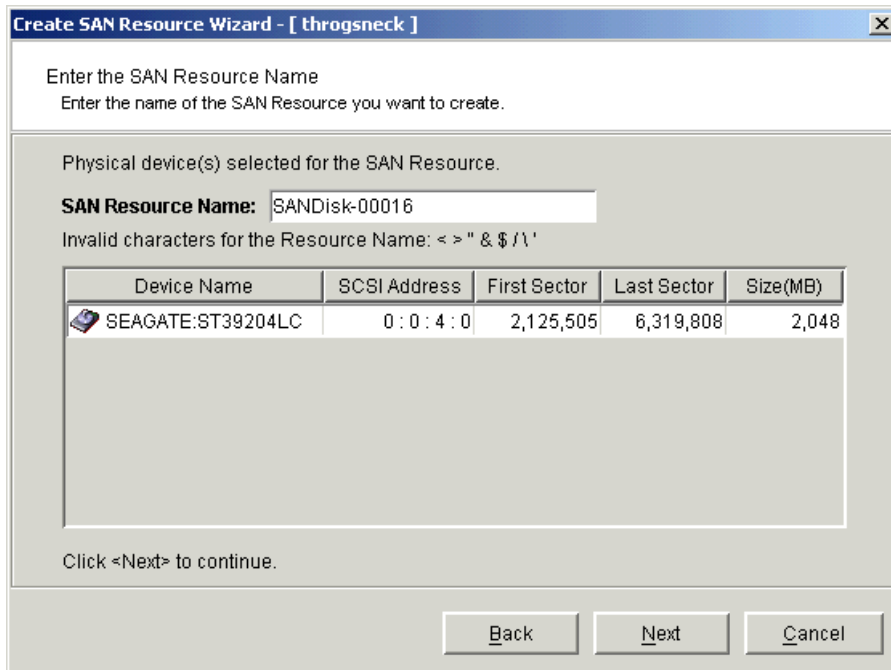 Create SAN Resource Wizard - [ throgsneck ]
Enter the SAN Resource Name
Enter the name of the SAN Resource you want to create.
Physical device(s) selected for the SAN Resource.
SAN Resource Name: SANDisk-00016
Invalid characters for the Resource Name: < > " & $ / \ '
Device Name SCSI Address First Sector Last Sector Size(MB)
SEAGATE:ST39204LC 0 : 0 : 4 : 0 2,125,505 6,319,808 2,048
Click <Next> to continue.
Back Next Cancel